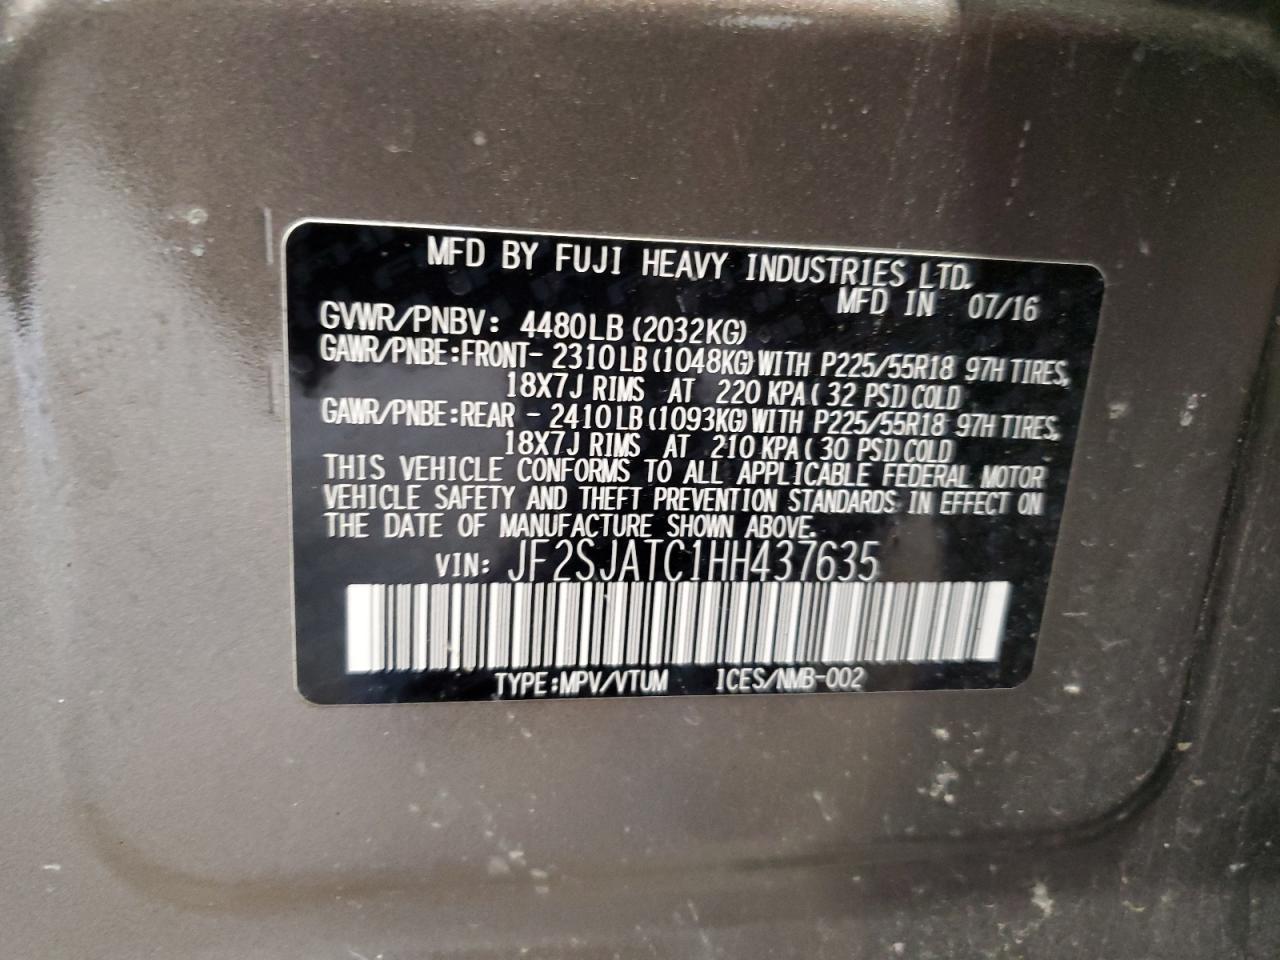 MFD BY FUJI HEAVY INDUSTRIES LTD.
MFD IN 07/16
GVWR/PNBV: 4480LB (2032KG)
GAWR/PNBE:FRONT- 2310LB (1048KG) WITH P225/55R18 97H TIRES,
18X7J RIMS AT 220 KPA( 32 PSI) COLD
GAWR/PNBE:REAR - 2410LB (1093KG) WITH P225/55R18 97H TIRES,
18X7J RIMS AT 210 KPA( 30 PSI) COLD
THIS VEHICLE CONFORMS TO ALL APPLICABLE FEDERAL MOTOR
VEHICLE SAFETY AND THEFT PREVENTION STANDARDS IN EFFECT ON
THE DATE OF MANUFACTURE SHOWN ABOVE.
VIN: JF2SJATC1HH437635
TYPE:MPV/VTUM ICES/NMB-002